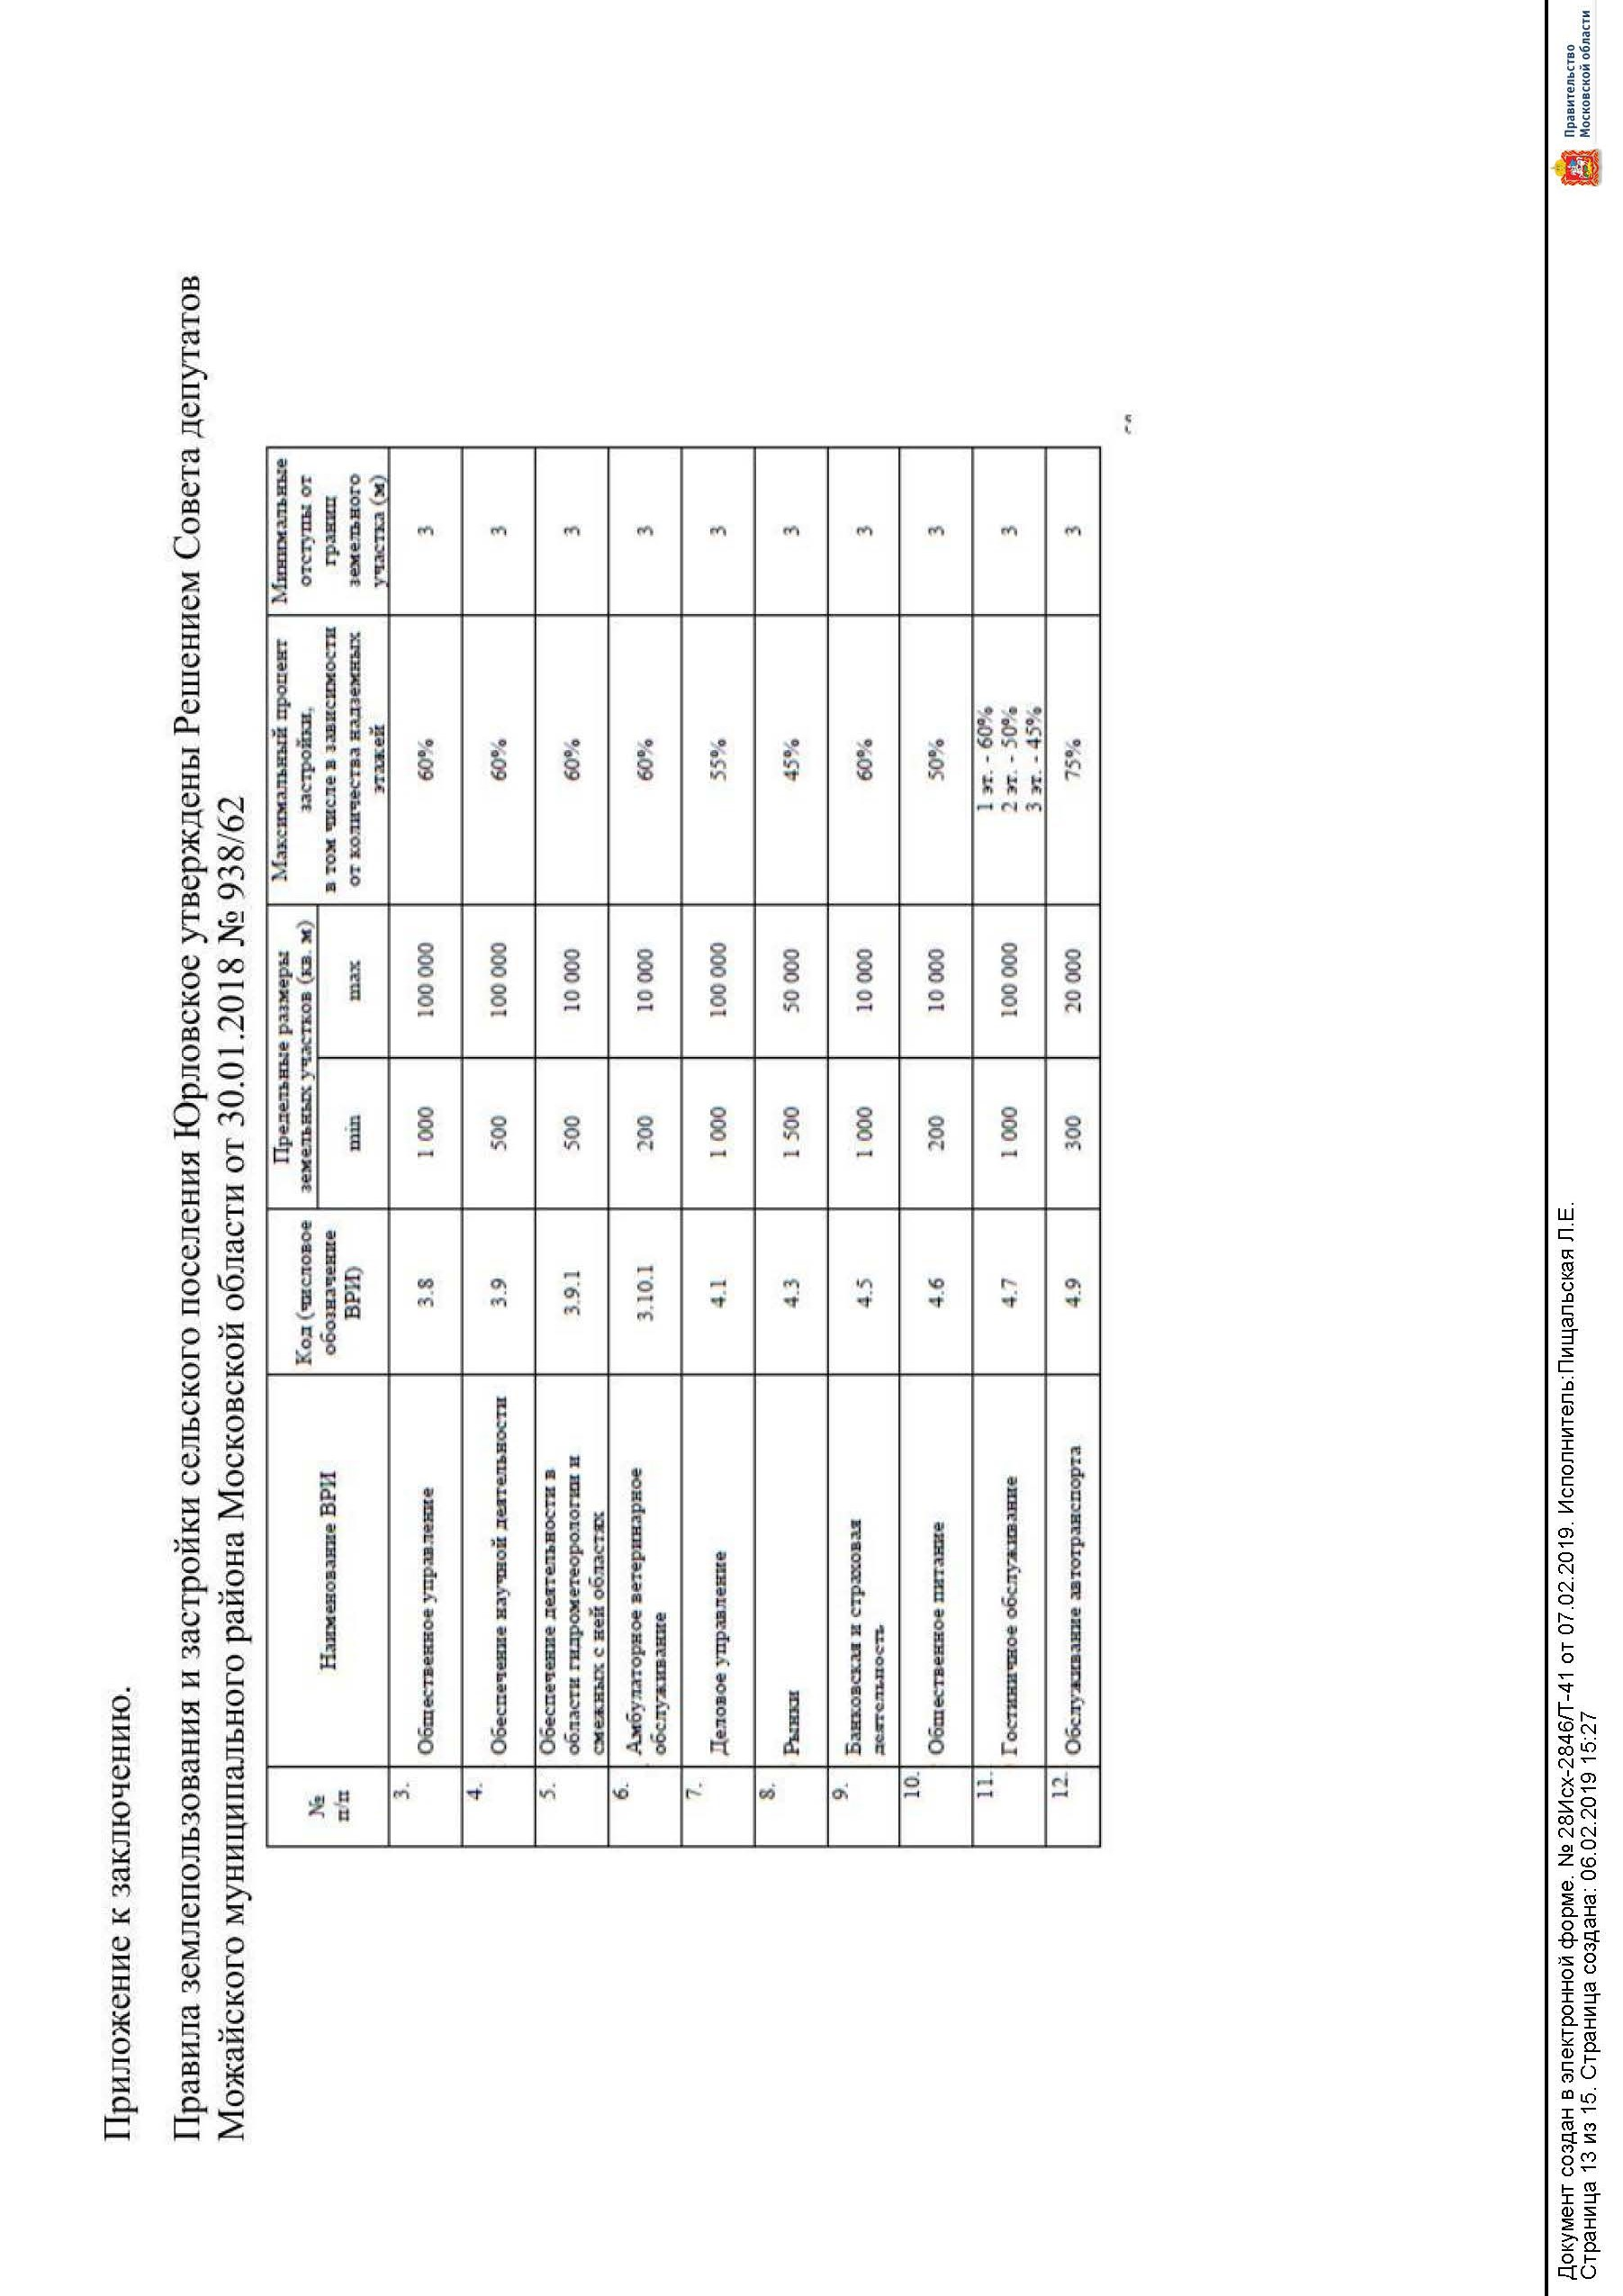 Приложение к заключению.
Правила землепользования и застройки сельского поселения Юрловское утверждены Решением Совета депутатов
Можайского муниципального района Московской области от 30.01.2018 № 938/62
№
п/п
Наименование ВРИ
Код (числовое
обозначение
ВРИ)
Предельные размеры
земельных участков (кв. м)
min
max
Максимальный процент
застройки,
в том числе в зависимости
от количества надземных
этажей
Минимальные
отступы от
границ
земельного
участка (м)
3. Общественное управление 3.8 1 000 100 000 60% 3
4. Обеспечение научной деятельности 3.9 500 100 000 60% 3
5. Обеспечение деятельности в
области гидрометеорологии и
смежных с ней областях
3.9.1 500 10 000 60% 3
6. Амбулаторное ветеринарное
обслуживание
3.10.1 200 10 000 60% 3
7. Деловое управление 4.1 1 000 100 000 55% 3
8. Рынки 4.3 1 500 50 000 45% 3
9. Банковская и страховая
деятельность
4.5 1 000 10 000 60% 3
10. Общественное питание 4.6 200 10 000 50% 3
11. Гостиничное обслуживание 4.7 1 000 100 000
1 эт. - 60%
2 эт. - 50%
3 эт. - 45%
3
12. Обслуживание автотранспорта 4.9 300 20 000 75% 3
Документ создан в электронной форме. № 28Исх-2846/Т-41 от 07.02.2019. Исполнитель:Пищальская Л.Е.
Страница 13 из 15. Страница создана: 06.02.2019 15:27
Правительство
Московской области